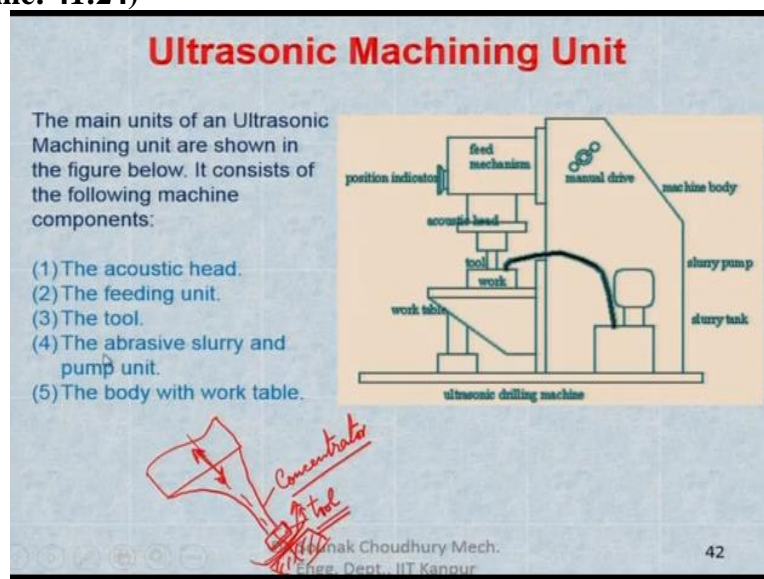 Ultrasonic Machining Unit
The main units of an Ultrasonic
Machining unit are shown in
the figure below. It consists of
the following machine
components:
(1) The acoustic head.
(2) The feeding unit.
(3) The tool.
(4) The abrasive slurry and
pump unit.
(5) The body with work table.
feed
mechanism
position indicator
manual drive
machine body
acoustic head
tool
slurry pump
work
work table
slurry tank
ultrasonic drilling machine
Concentrator
tool
Choudhury Mech.
Engg. Dept., IIT Kanpur
42